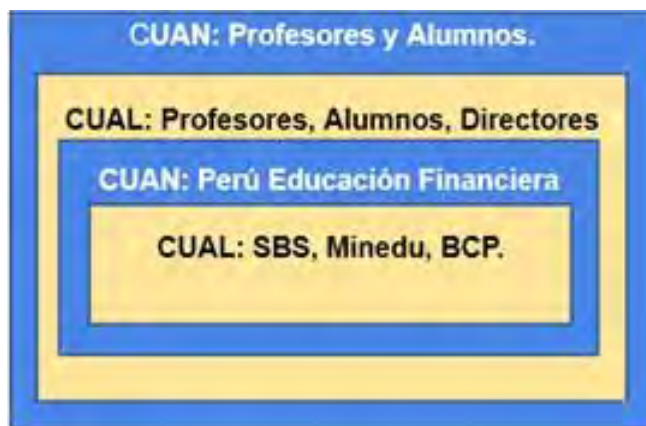 CUAN: Profesores y Alumnos.
CUAL: Profesores, Alumnos, Directores
CUAN: Perú Educación Financiera
CUAL: SBS, Minedu, BCP.